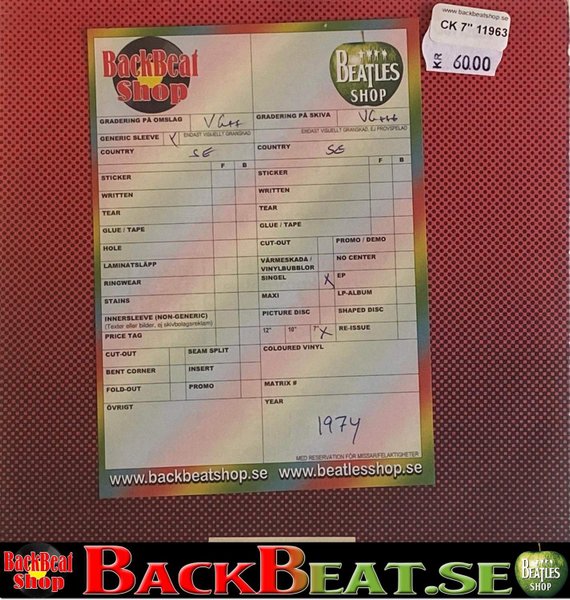 www.backbeatshop.se
CK 7" 11963
KR 60.00
BackBeat
Shop
BEATLES
SHOP
GRADERING PÅ OMSLAG VG++
GRADERING PÅ SKIVA VG+++
GENERIC SLEEVE X ENDAST VISUELLT GRANSKAD
ENDAST VISUELLT GRANSKAD, EJ PROVSPELAD
COUNTRY SE
COUNTRY SE
F B
F B
STICKER
STICKER
WRITTEN
WRITTEN
TEAR
TEAR
GLUE / TAPE
GLUE / TAPE
HOLE
CUT-OUT PROMO / DEMO
LAMINATSLÄPP
VÄRMESKADA / NO CENTER
VINYLBUBBLOR
RINGWEAR
SINGEL X EP
STAINS
MAXI LP-ALBUM
INNERSLEEVE (NON-GENERIC)
(Texter eller bilder, ej skivbolagsreklam)
PICTURE DISC SHAPED DISC
PRICE TAG
12" 10" 7" X RE-ISSUE
CUT-OUT SEAM SPLIT
COLOURED VINYL
BENT CORNER INSERT
FOLD-OUT PROMO
MATRIX #
ÖVRIGT
YEAR
1974
MED RESERVATION FÖR MISSAR/FELAKTIGHETER
www.backbeatshop.se www.beatlesshop.se
BackBeat
Shop
BACKBEAT.SE
BEATLES
SHOP